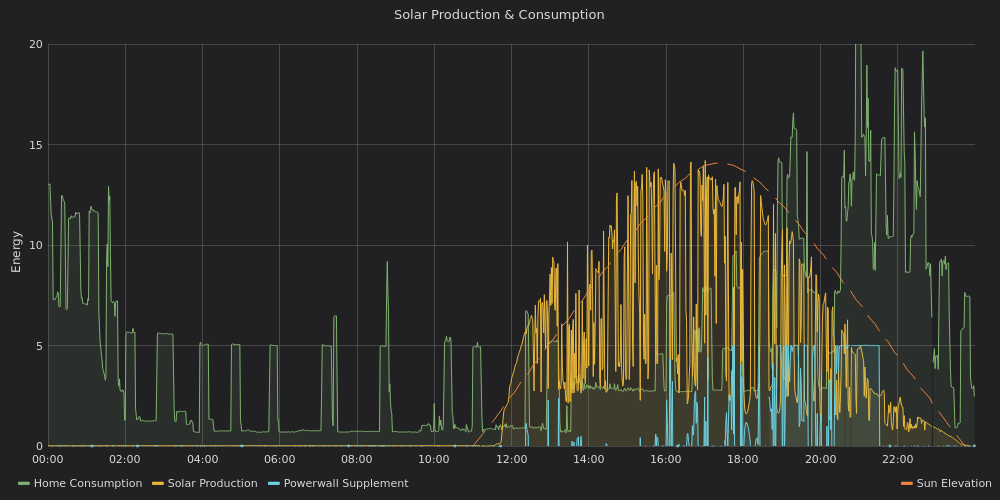 Solar Production & Consumption
20
15
10
5
0
Energy
00:00 02:00 04:00 06:00 08:00 10:00 12:00 14:00 16:00 18:00 20:00 22:00
Home Consumption Solar Production Powerwall Supplement Sun Elevation